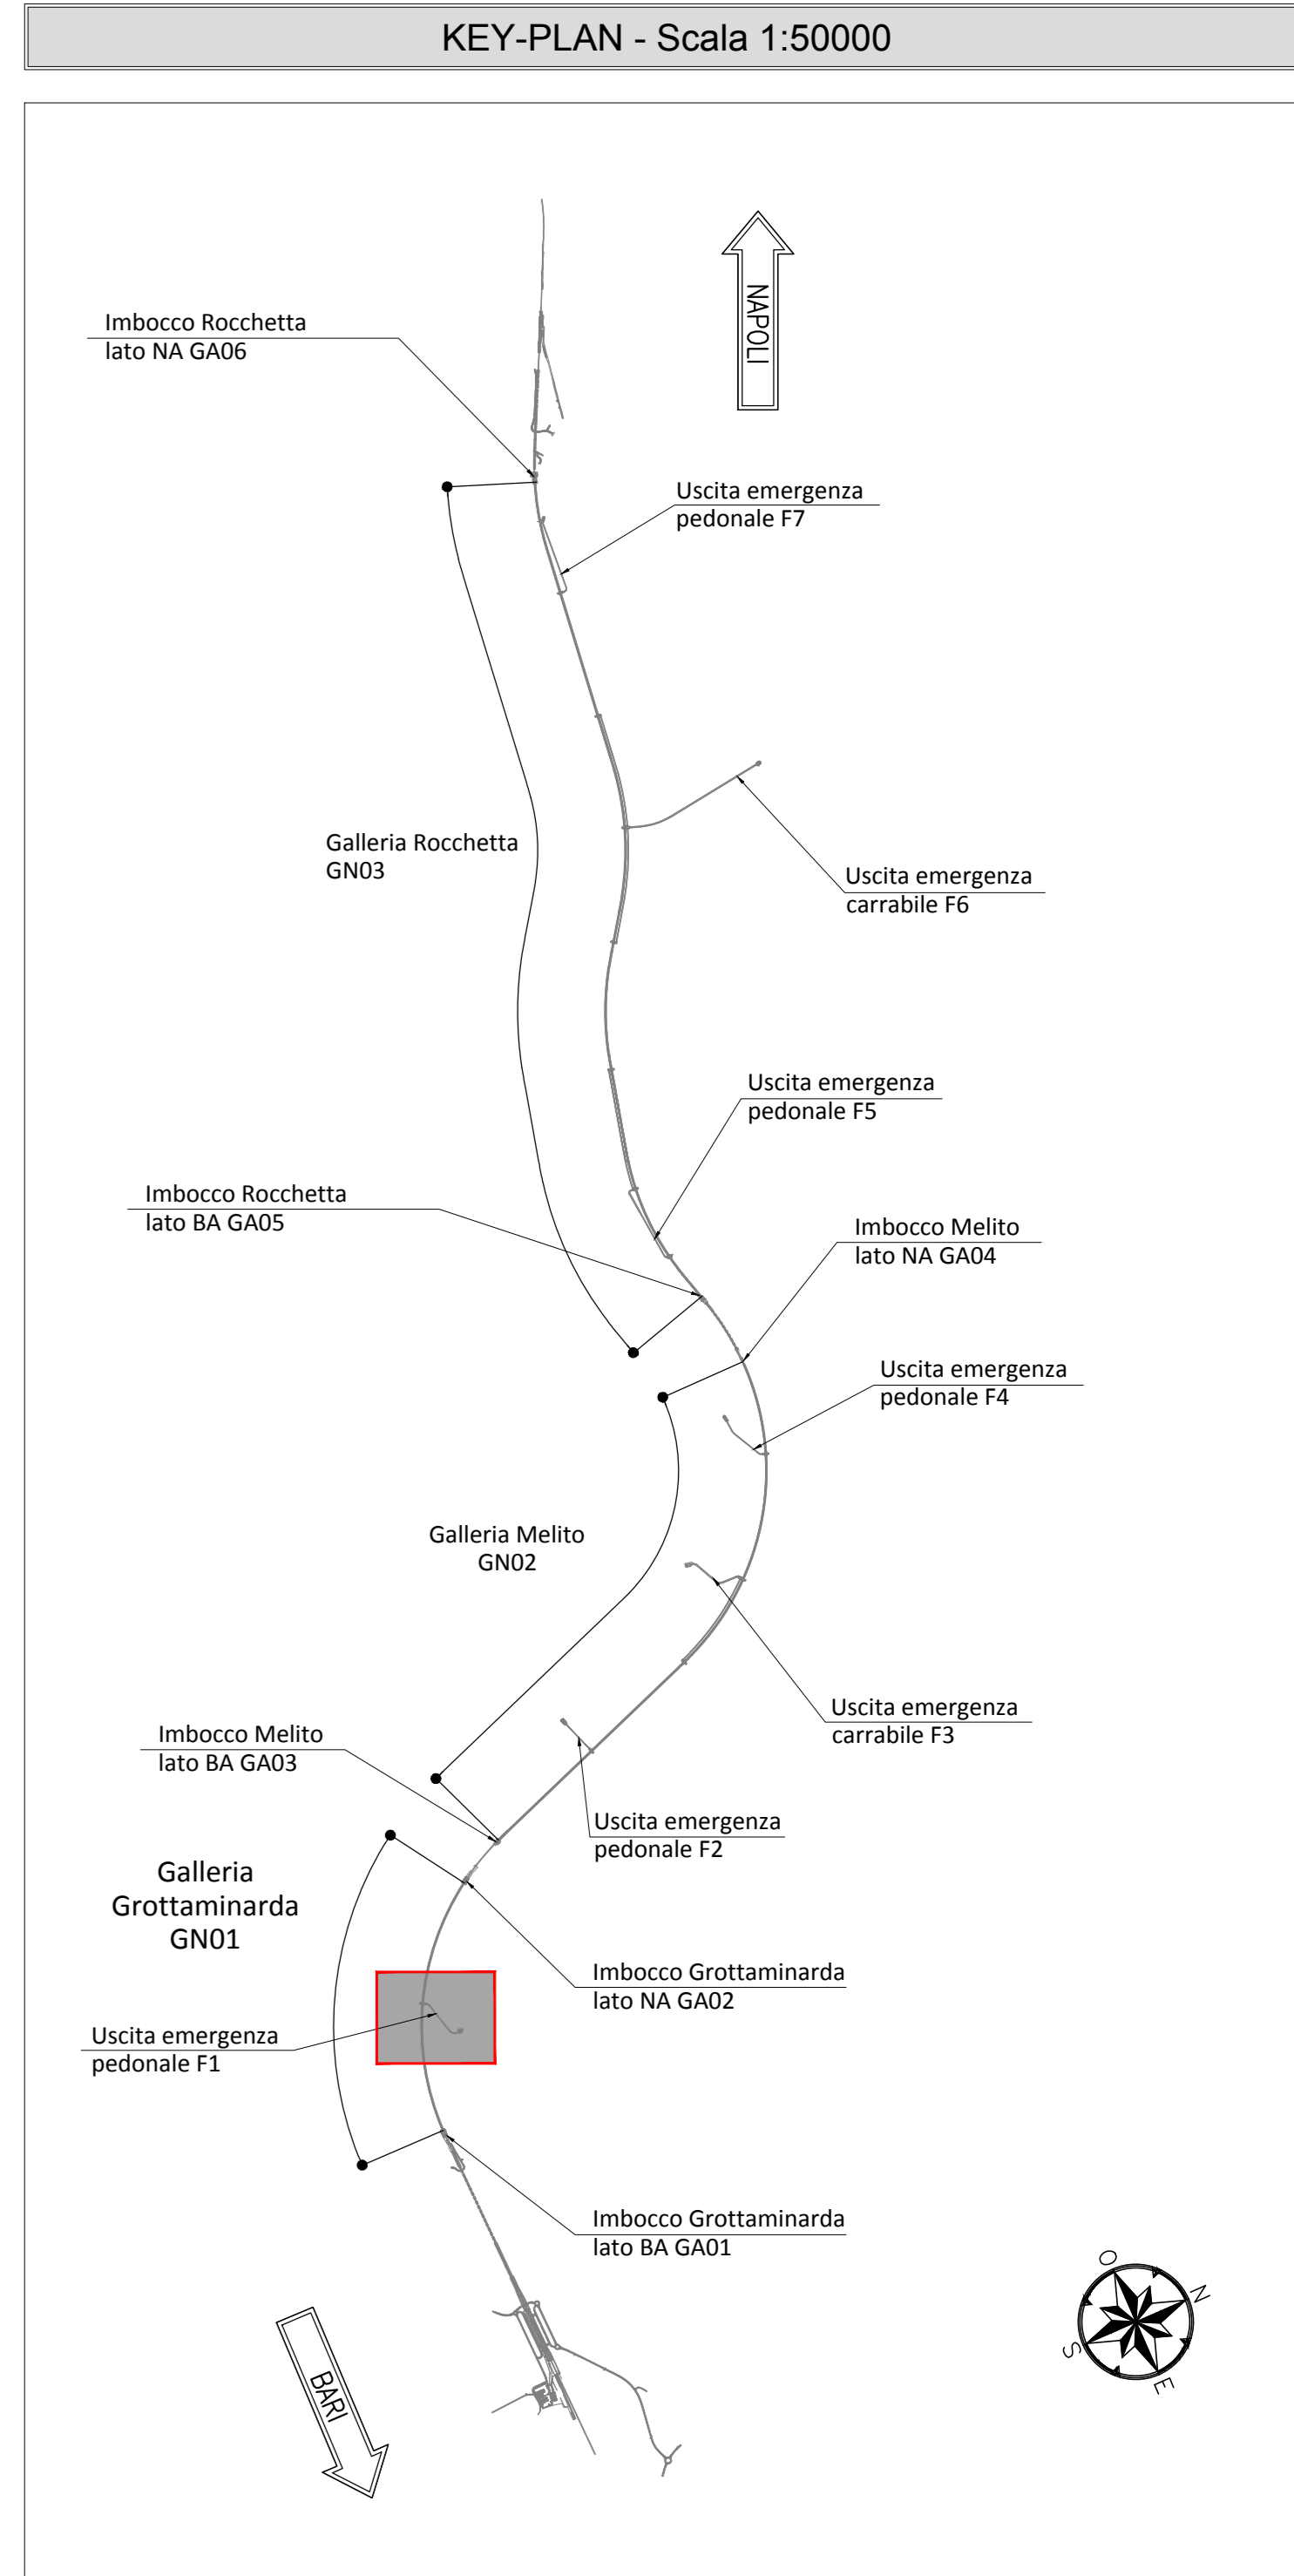 KEY-PLAN - Scala 1:50000
NAPOLI
Imbocco Rocchetta
lato NA GA06
Uscita emergenza
pedonale F7
Galleria Rocchetta
GN03
Uscita emergenza
carrabile F6
Uscita emergenza
pedonale F5
Imbocco Rocchetta
lato BA GA05
Imbocco Melito
lato NA GA04
Uscita emergenza
pedonale F4
Galleria Melito
GN02
Uscita emergenza
carrabile F3
Imbocco Melito
lato BA GA03
Uscita emergenza
pedonale F2
Galleria
Grottaminarda
GN01
Imbocco Grottaminarda
lato NA GA02
Uscita emergenza
pedonale F1
Imbocco Grottaminarda
lato BA GA01
O
N
S
E
BARI